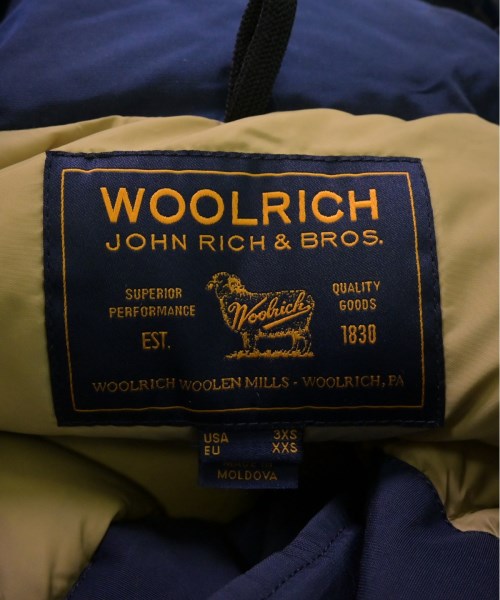 WOOLRICH
JOHN RICH & BROS.
SUPERIOR PERFORMANCE
Woolrich
QUALITY GOODS
EST.
1830
WOOLRICH WOOLEN MILLS - WOOLRICH, PA
USA 3XS
EU XXS
MOLDOVA